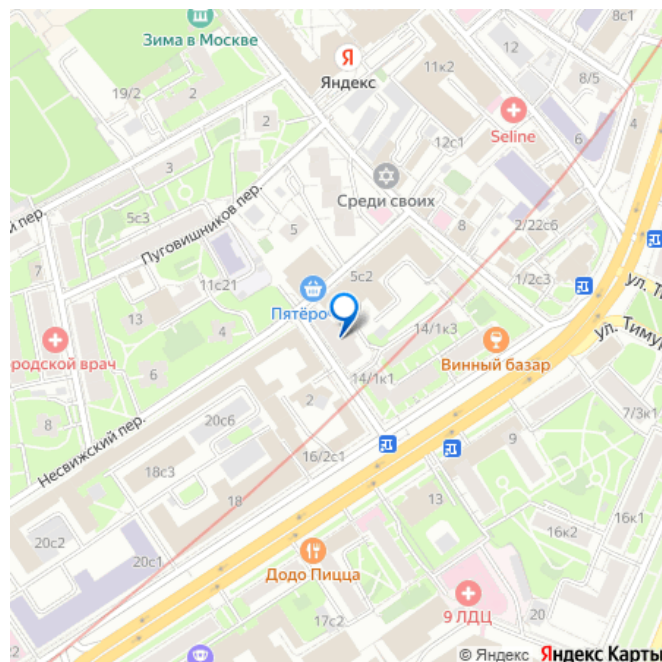 8с1
Зима в Москве
12
Яндекс
11к2
8/5
19/2
2
Seline
2
12с1
6
4
3
Среди своих
й пер.
Пуговишников пер.
5с3
5
8
2/22с6
7
11с21
5с2
1/2с3
ул. Т
Пятёро
ул. Тиму
13
4
14/1к3
ородской врач
Винный базар
6
14/1к1
2
7/3к1
8
20с6
9
Несвижский пер.
16/2с1
18с3
18
13
16к1
16к2
20с2
20с1
Додо Пицца
9 ЛДЦ
20
17с2
2
© Яндекс Яндекс Карты